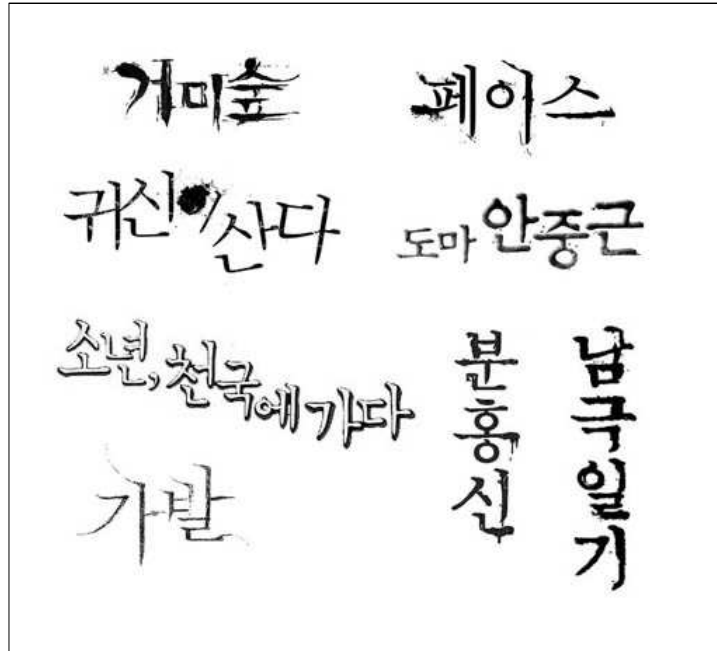 거미숲
페이스
귀신이 산다
도마 안중근
소년, 천국에 가다
분홍신
남극일기
가발